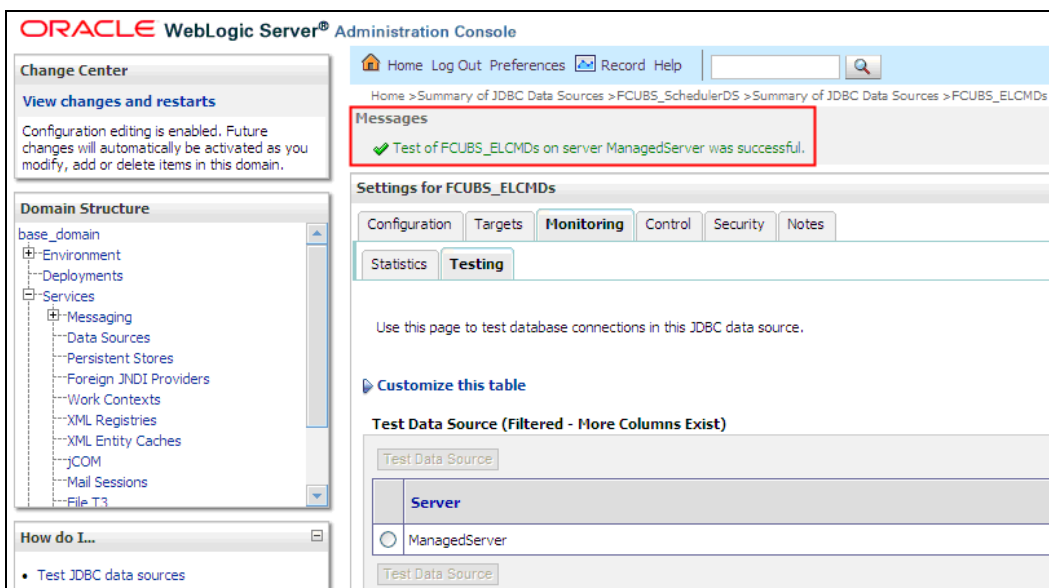 ORACLE WebLogic Server® Administration Console
Change Center
View changes and restarts
Configuration editing is enabled. Future
changes will automatically be activated as you
modify, add or delete items in this domain.
Domain Structure
base_domain
Environment
Deployments
Services
Messaging
Data Sources
Persistent Stores
Foreign JNDI Providers
Work Contexts
XML Registries
XML Entity Caches
jCOM
Mail Sessions
File T3
How do I...
Test JDBC data sources
Home Log Out Preferences Record Help
Home >Summary of JDBC Data Sources >FCUBS_SchedulerDS >Summary of JDBC Data Sources >FCUBS_ELCMDs
Messages
Test of FCUBS_ELCMDs on server ManagedServer was successful.
Settings for FCUBS_ELCMDs
Configuration Targets Monitoring Control Security Notes
Statistics Testing
Use this page to test database connections in this JDBC data source.
Customize this table
Test Data Source (Filtered - More Columns Exist)
Test Data Source
Server
ManagedServer
Test Data Source